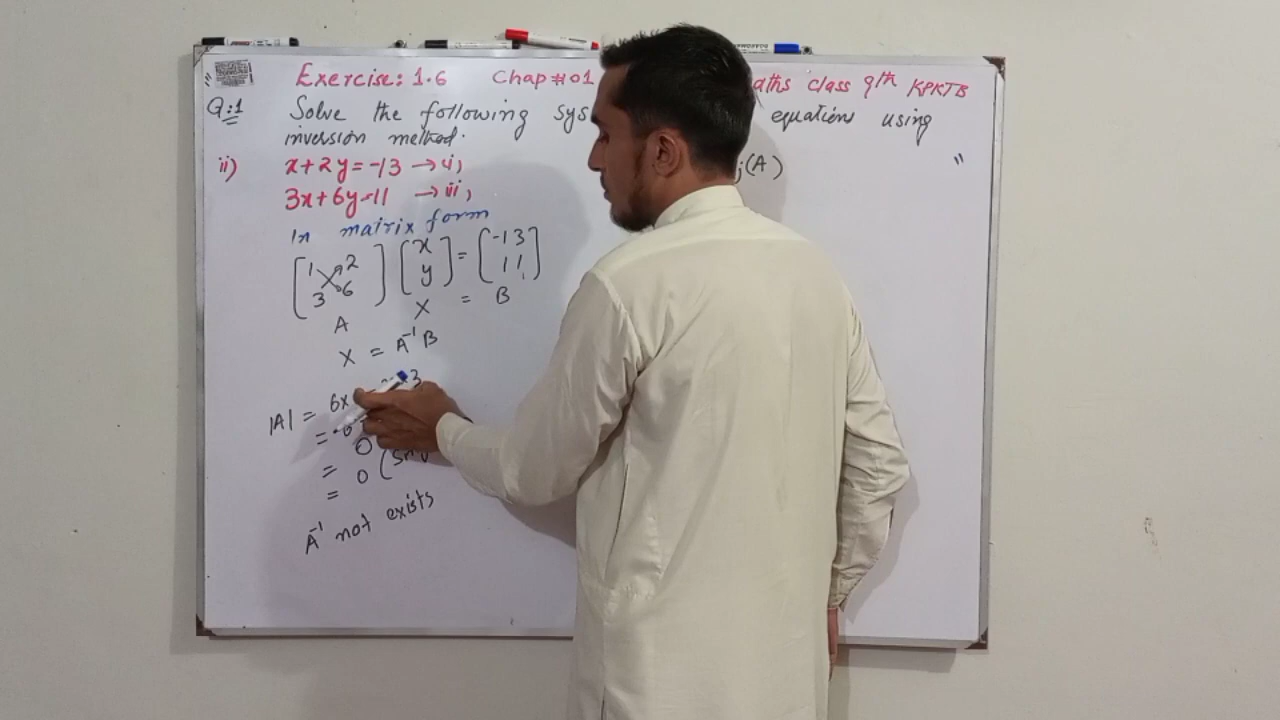 Exercise: 1.6 Chap # 01 aths class 9th KPKTB
Q:1 Solve the following sys equations using
inversion method.
ii) x+2y=-13 → i,
j(A)
3x+6y=11 → ii,
In matrix form
[1 2] [x] = [-13]
[3 6] [y] [11]
A X = B
X = A⁻¹ B
|A| = 6x 3
=
= 0
= 0 (
A⁻¹ not exists